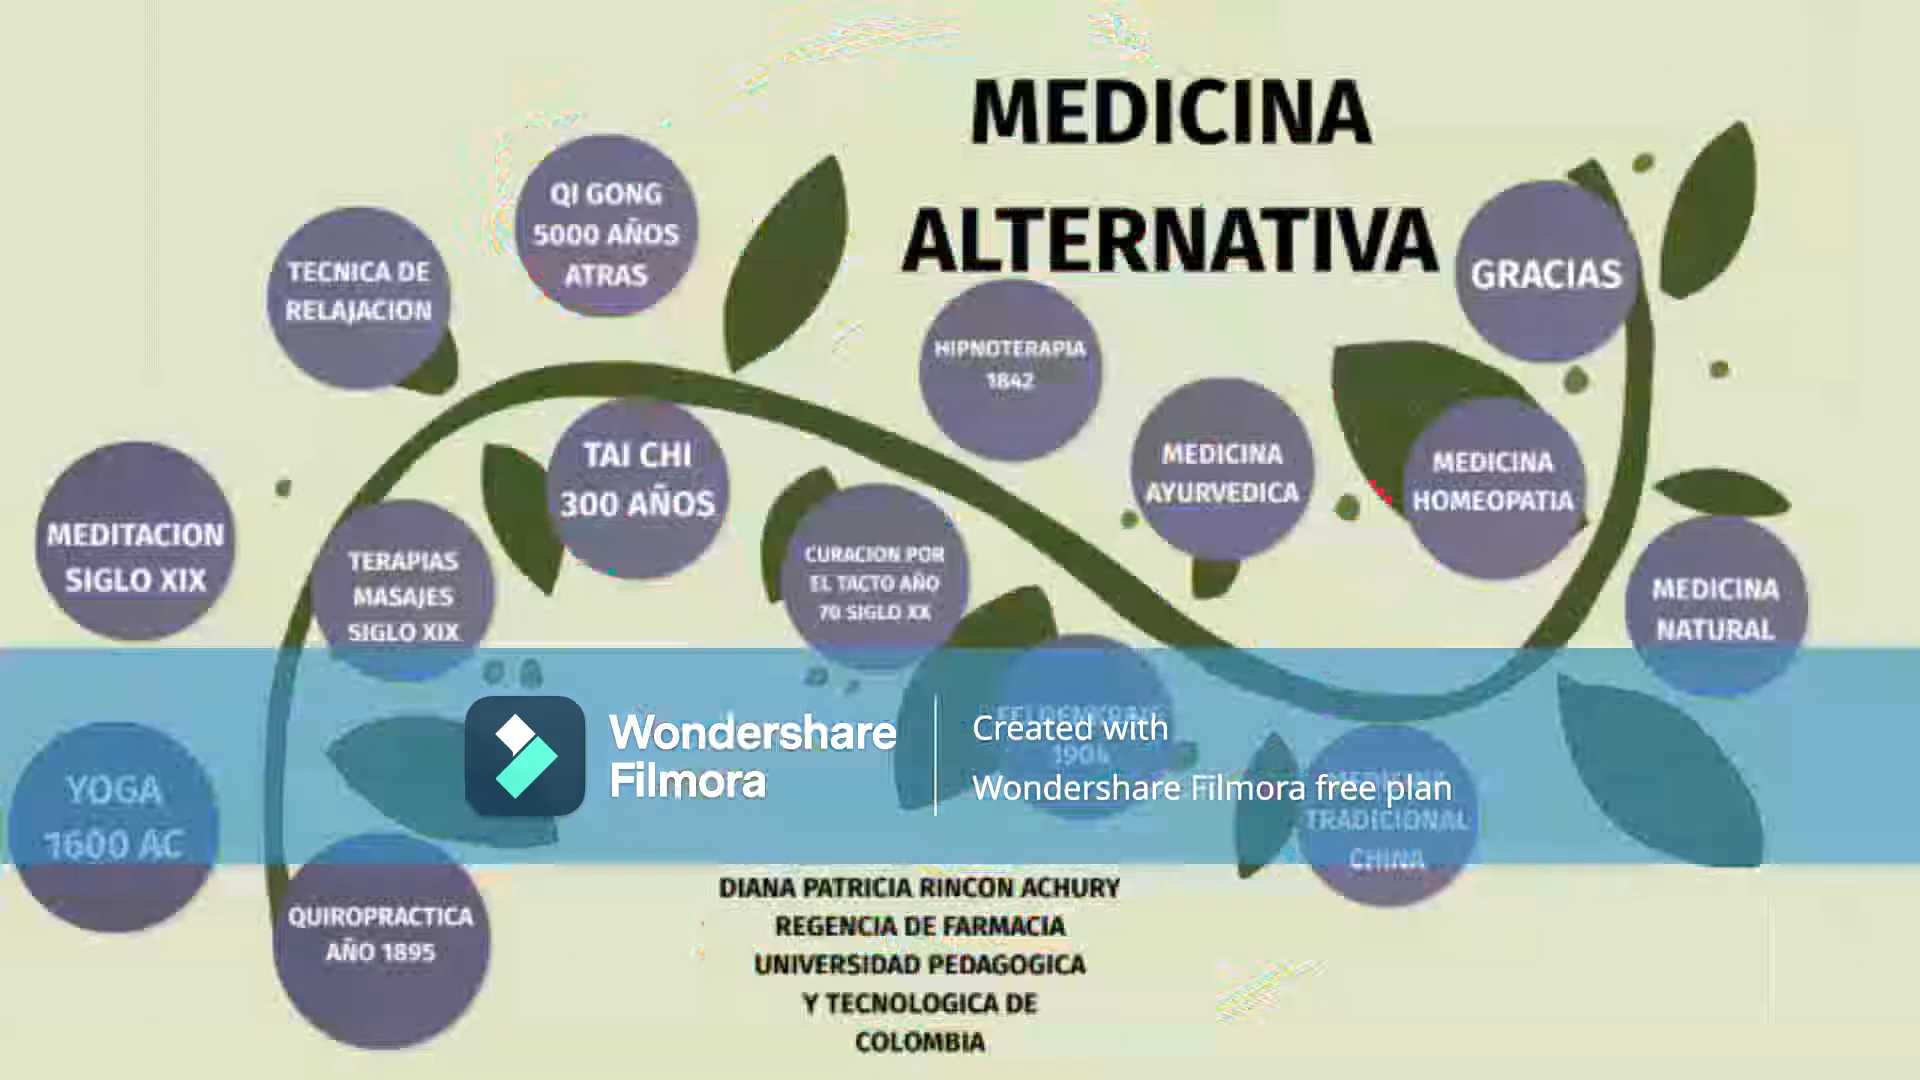 MEDICINA
ALTERNATIVA
QI GONG
5000 AÑOS
ATRAS
TECNICA DE
RELAJACION
GRACIAS
HIPNOTERAPIA
1842
TAI CHI
300 AÑOS
MEDICINA
AYURVEDICA
MEDICINA
HOMEOPATIA
MEDITACION
SIGLO XIX
TERAPIAS
MASAJES
SIGLO XIX
CURACION POR
EL TACTO AÑO
70 SIGLO XX
MEDICINA
NATURAL
YOGA
1600 AC
Wondershare
Filmora
Created with
Wondershare Filmora free plan
TRADICIONAL
CHINA
QUIROPRACTICA
AÑO 1895
DIANA PATRICIA RINCON ACHURY
REGENCIA DE FARMACIA
UNIVERSIDAD PEDAGOGICA
Y TECNOLOGICA DE
COLOMBIA